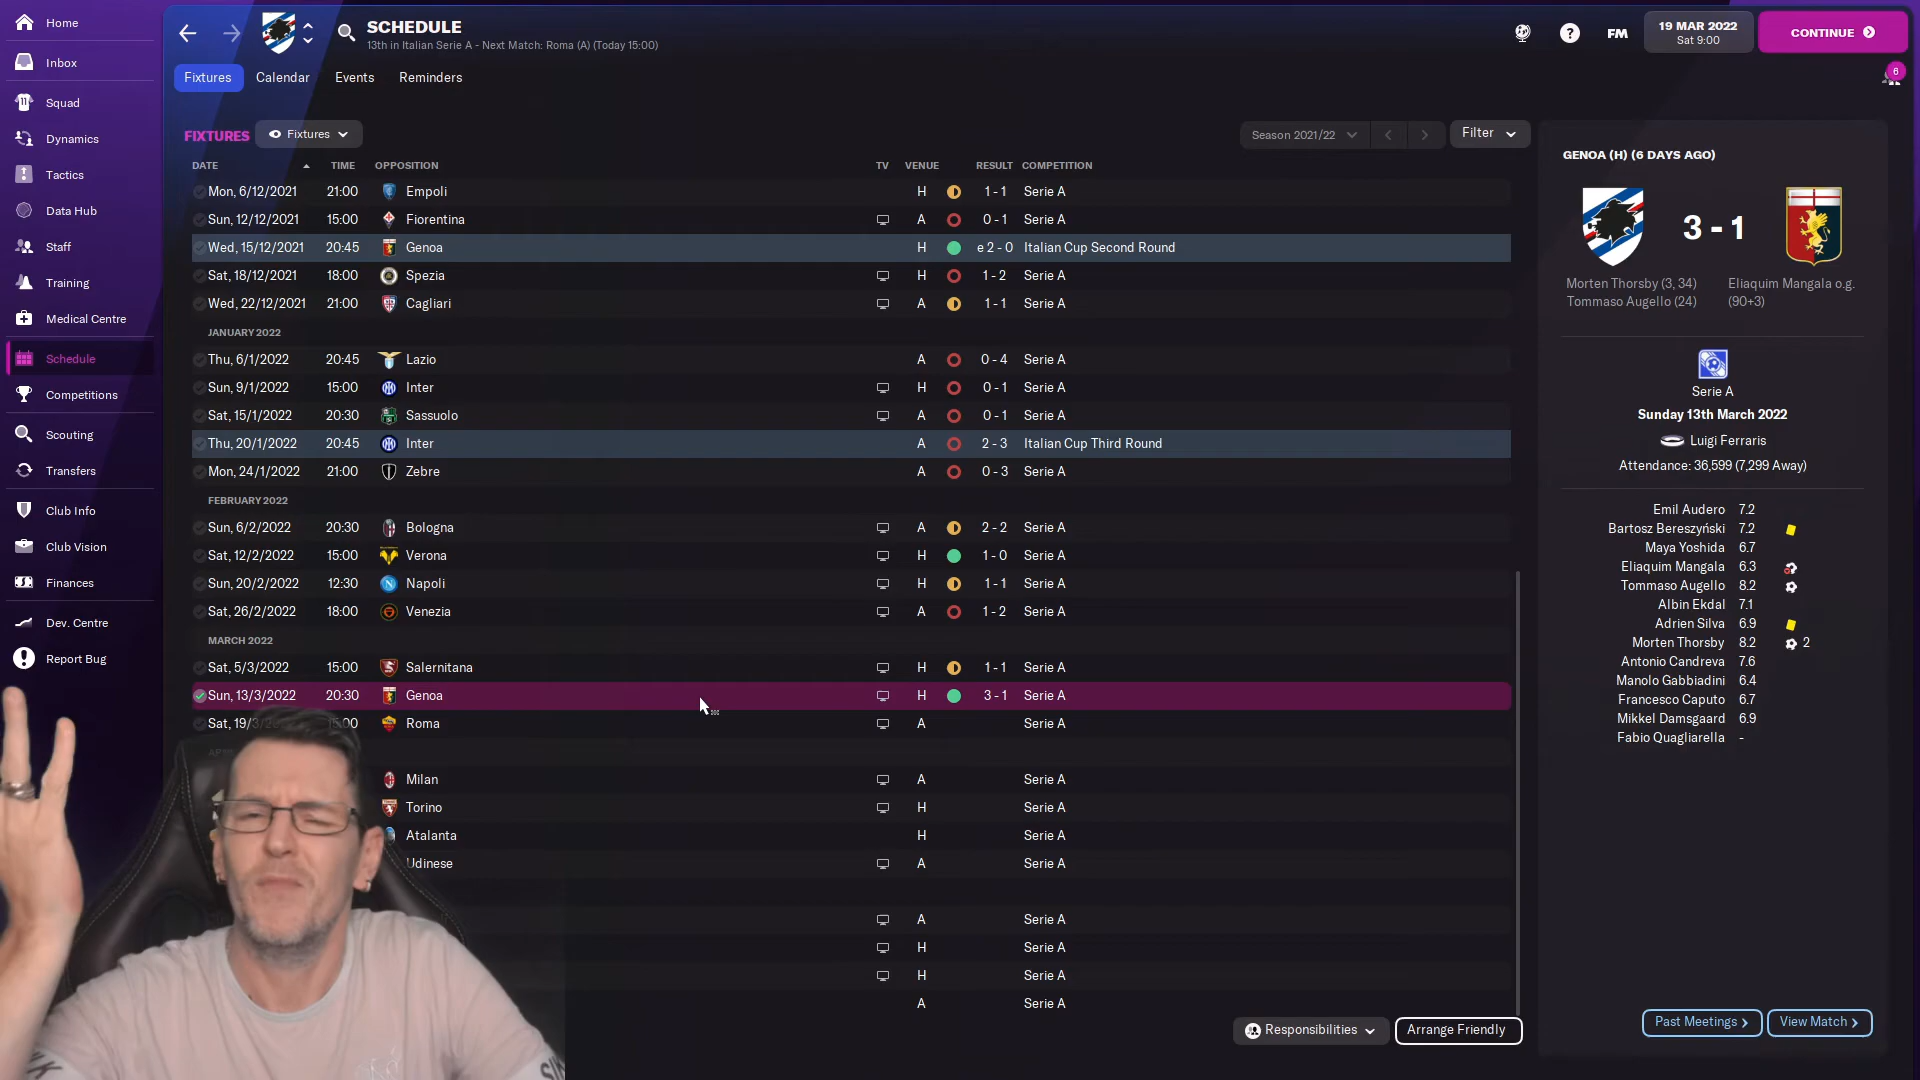 Home
Inbox
Squad
Dynamics
Tactics
Data Hub
Staff
Training
Medical Centre
Schedule
Competitions
Scouting
Transfers
Club Info
Club Vision
Finances
Dev. Centre
Report Bug
SCHEDULE
13th in Italian Serie A - Next Match: Roma (A) (Today 15:00)
FM
19 MAR 2022
Sat 9:00
CONTINUE
6
Fixtures Calendar Events Reminders
FIXTURES Fixtures Season 2021/22 Filter
DATE TIME OPPOSITION TV VENUE RESULT COMPETITION
Mon, 6/12/2021 21:00 Empoli H 1 - 1 Serie A
Sun, 12/12/2021 15:00 Fiorentina A 0 - 1 Serie A
Wed, 15/12/2021 20:45 Genoa H e 2 - 0 Italian Cup Second Round
Sat, 18/12/2021 18:00 Spezia H 1 - 2 Serie A
Wed, 22/12/2021 21:00 Cagliari A 1 - 1 Serie A
JANUARY 2022
Thu, 6/1/2022 20:45 Lazio A 0 - 4 Serie A
Sun, 9/1/2022 15:00 Inter H 0 - 1 Serie A
Sat, 15/1/2022 20:30 Sassuolo A 0 - 1 Serie A
Thu, 20/1/2022 20:45 Inter A 2 - 3 Italian Cup Third Round
Mon, 24/1/2022 21:00 Zebre A 0 - 3 Serie A
FEBRUARY 2022
Sun, 6/2/2022 20:30 Bologna A 2 - 2 Serie A
Sat, 12/2/2022 15:00 Verona H 1 - 0 Serie A
Sun, 20/2/2022 12:30 Napoli H 1 - 1 Serie A
Sat, 26/2/2022 18:00 Venezia A 1 - 2 Serie A
MARCH 2022
Sat, 5/3/2022 15:00 Salernitana H 1 - 1 Serie A
Sun, 13/3/2022 20:30 Genoa H 3 - 1 Serie A
Sat, 19/3/2022 15:00 Roma A Serie A
Milan A Serie A
Torino H Serie A
Atalanta H Serie A
Udinese A Serie A
A Serie A
H Serie A
H Serie A
A Serie A
Responsibilities Arrange Friendly
GENOA (H) (6 DAYS AGO)
3 - 1
Morten Thorsby (3, 34)
Tommaso Augello (24)
Eliaquim Mangala o.g.
(90+3)
Serie A
Sunday 13th March 2022
Luigi Ferraris
Attendance: 36,599 (7,299 Away)
Emil Audero 7.2
Bartosz Bereszyński 7.2
Maya Yoshida 6.7
Eliaquim Mangala 6.3
Tommaso Augello 8.2
Albin Ekdal 7.1
Adrien Silva 6.9
Morten Thorsby 8.2 2
Antonio Candreva 7.6
Manolo Gabbiadini 6.4
Francesco Caputo 6.7
Mikkel Damsgaard 6.9
Fabio Quagliarella -
Past Meetings View Match